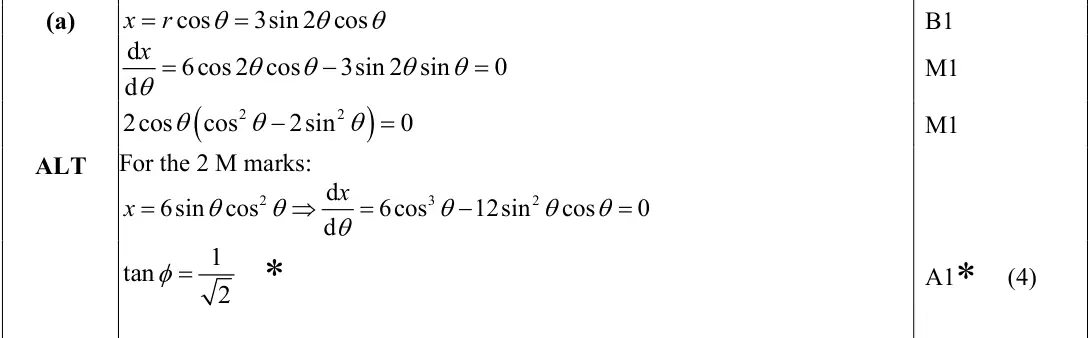 (a) x = r cos θ = 3 sin 2θ cos θ B1
dx/dθ = 6 cos 2θ cos θ − 3 sin 2θ sin θ = 0 M1
2 cos θ (cos² θ − 2 sin² θ) = 0 M1
ALT For the 2 M marks:
x = 6 sin θ cos² θ ⇒ dx/dθ = 6 cos³ θ − 12 sin² θ cos θ = 0
tan ϕ = 1/√2 * A1* (4)